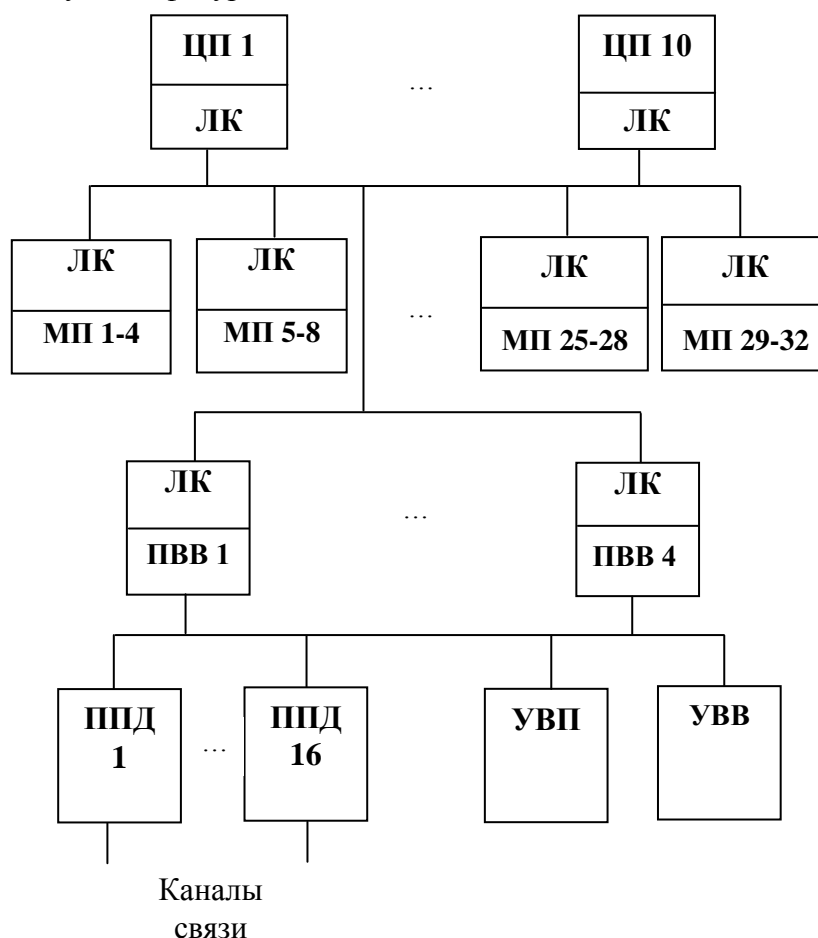 ЦП 1
...
ЦП 10
ЛК
ЛК
ЛК
ЛК
ЛК
ЛК
...
МП 1-4
МП 5-8
МП 25-28
МП 29-32
ЛК
ЛК
...
ПВВ 1
ПВВ 4
ППД
1
...
ППД
16
УВП
УВВ
Каналы
связи